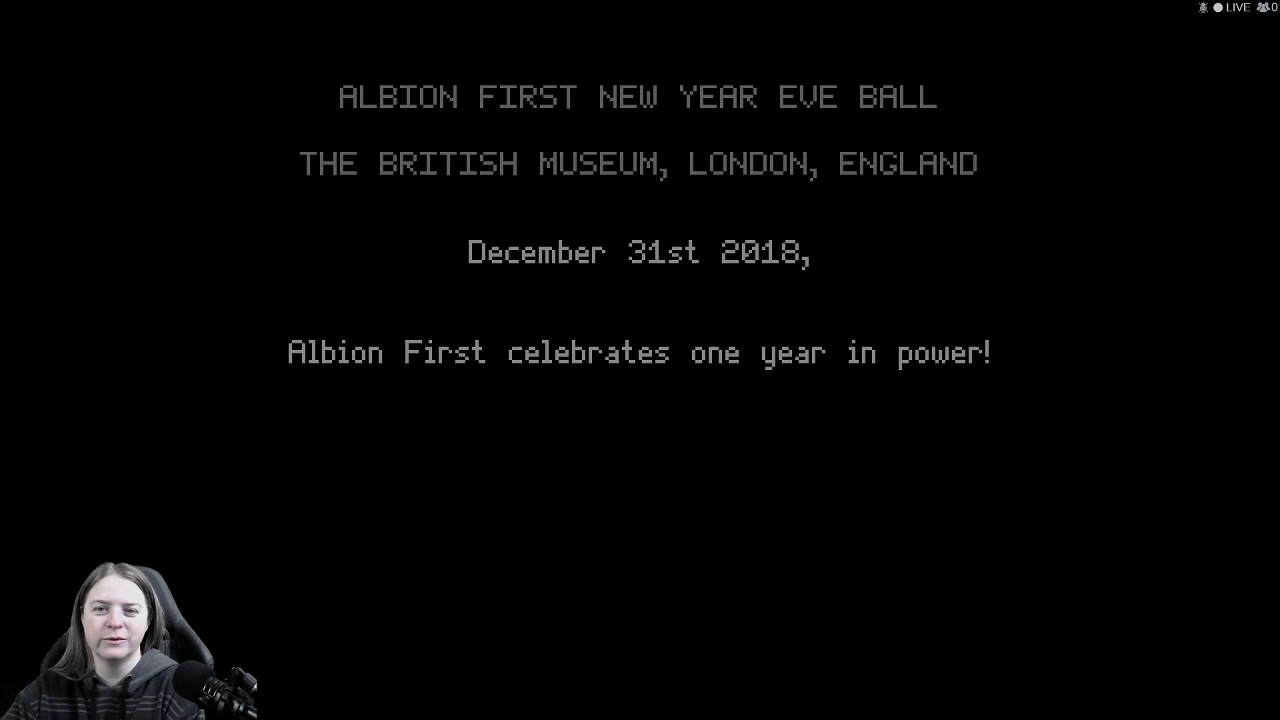 LIVE 0
ALBION FIRST NEW YEAR EVE BALL
THE BRITISH MUSEUM, LONDON, ENGLAND
December 31st 2018,
Albion First celebrates one year in power!